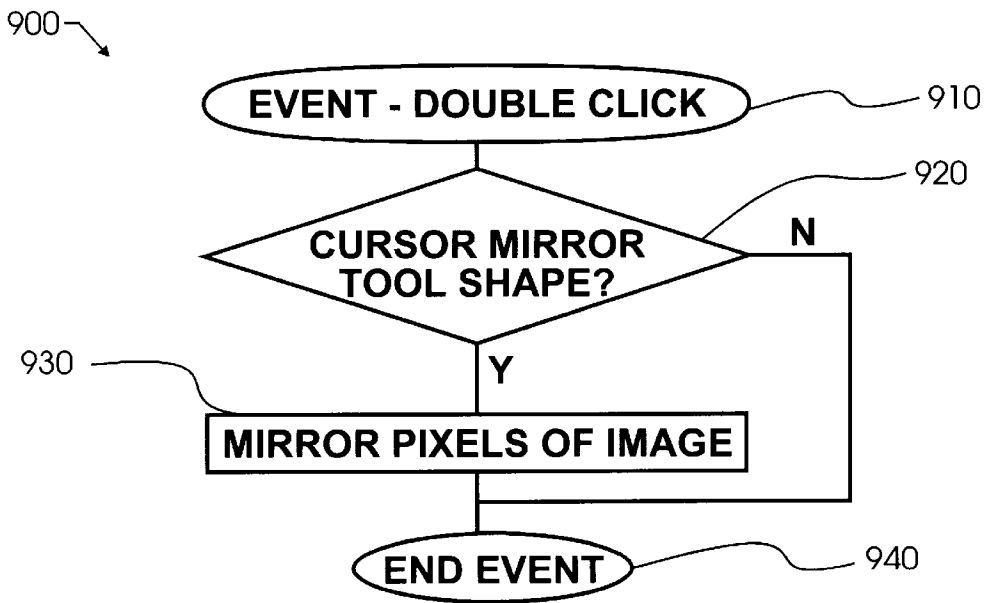 900
EVENT - DOUBLE CLICK
910
920
CURSOR MIRROR
TOOL SHAPE?
N
Y
930
MIRROR PIXELS OF IMAGE
END EVENT
940